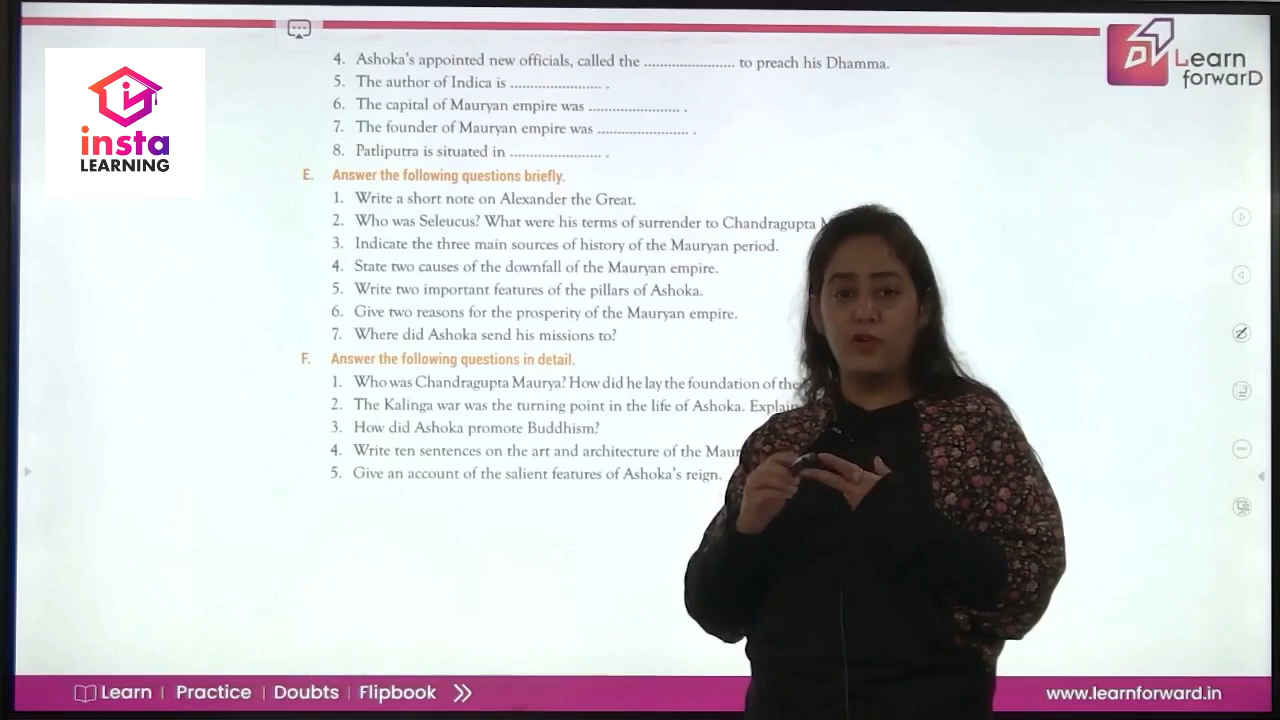 4. Ashoka's appointed new officials, called the ...................... to preach his Dhamma.
5. The author of Indica is ...................... .
6. The capital of Mauryan empire was ...................... .
7. The founder of Mauryan empire was ...................... .
8. Patliputra is situated in ...................... .
E. Answer the following questions briefly.
1. Write a short note on Alexander the Great.
2. Who was Seleucus? What were his terms of surrender to Chandragupta
3. Indicate the three main sources of history of the Mauryan period.
4. State two causes of the downfall of the Mauryan empire.
5. Write two important features of the pillars of Ashoka.
6. Give two reasons for the prosperity of the Mauryan empire.
7. Where did Ashoka send his missions to?
F. Answer the following questions in detail.
1. Who was Chandragupta Maurya? How did he lay the foundation of the
2. The Kalinga war was the turning point in the life of Ashoka. Explain
3. How did Ashoka promote Buddhism?
4. Write ten sentences on the art and architecture of the
5. Give an account of the salient features of Ashoka's reign.
insta
LEARNING
Learn
forwarD
Learn | Practice | Doubts | Flipbook
www.learnforward.in